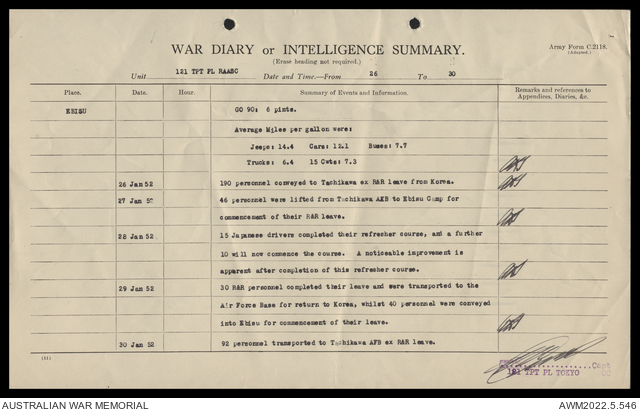 WAR DIARY or INTELLIGENCE SUMMARY.
Army Form C.2118.
(Adapted.)
(Erase heading not required.)
Unit 121 TPT PL RAASC Date and Time.—From 26 To 30
Place. Date. Hour. Summary of Events and Information. Remarks and references to Appendices, Diaries, &c.
EBISU GO 90: 6 pints.
Average Miles per gallon were:
Jeeps: 14.4 Cars: 12.1 Buses: 7.7
Trucks: 6.4 15 Cwts: 7.3
26 Jan 52 190 personnel conveyed to Tachikawa ex R&R leave from Korea.
27 Jan 52 46 personnel were lifted from Tachikawa AFB to Ebisu Camp for
commencement of their R&R leave.
28 Jan 52 15 Japanese drivers completed their refresher course, and a further
10 will now commence the course. A noticeable improvement is
apparent after completion of this refresher course.
29 Jan 52 30 R&R personnel completed their leave and were transported to the
Air Force Base for return to Korea, whilst 40 personnel were conveyed
into Ebisu for commencement of their leave.
30 Jan 52 92 personnel transported to Tachikawa AFB ex R&R leave.
Capt
121 TPT PL TOKYO OC
AUSTRALIAN WAR MEMORIAL AWM2022.5.546